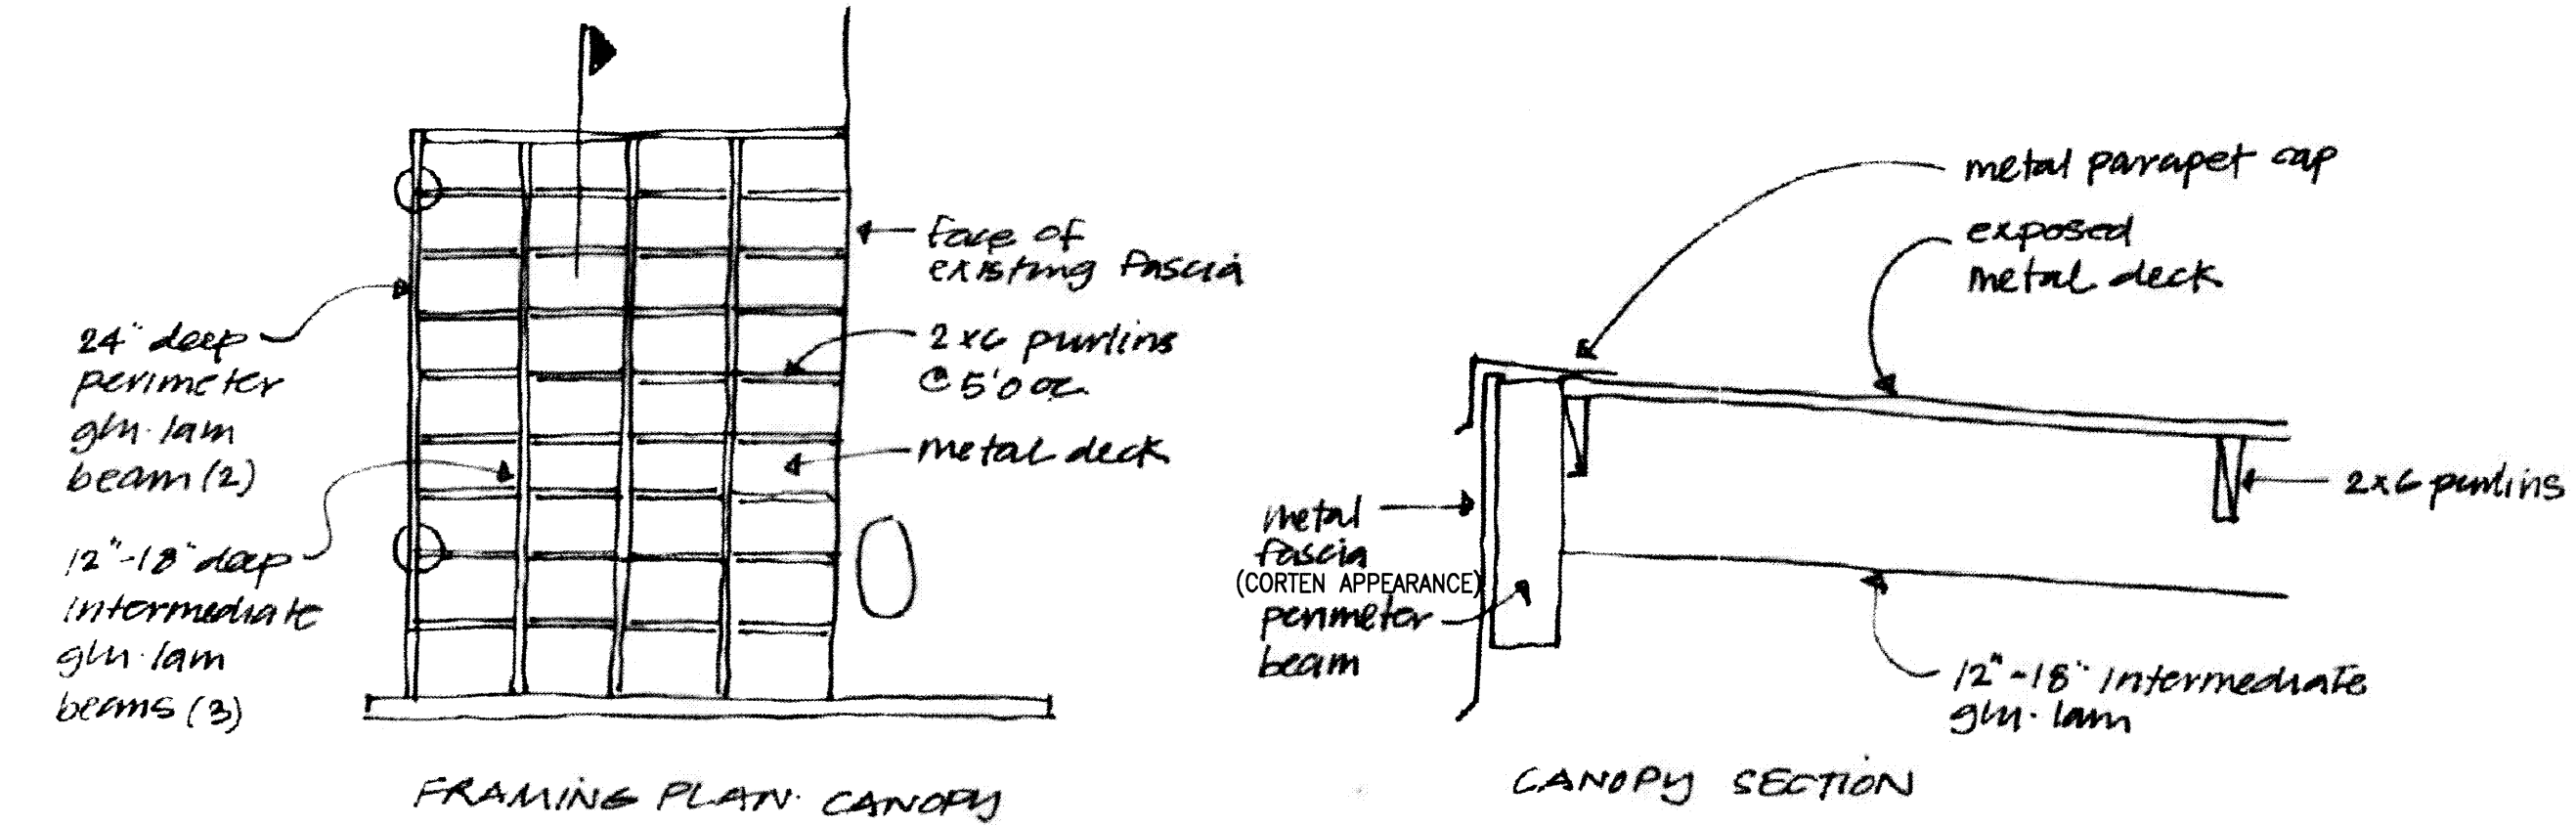 24" deep
perimeter
glu·lam
beam (2)
12"-18" deep
intermediate
glu·lam
beams (3)
face of
existing fascia
2x6 purlins
@ 5'0 oc.
metal deck
FRAMING PLAN· CANOPY
metal parapet cap
exposed
metal deck
metal
fascia
(CORTEN APPEARANCE)
perimeter
beam
2x6 purlins
12"-18" intermediate
glu·lam
CANOPY SECTION